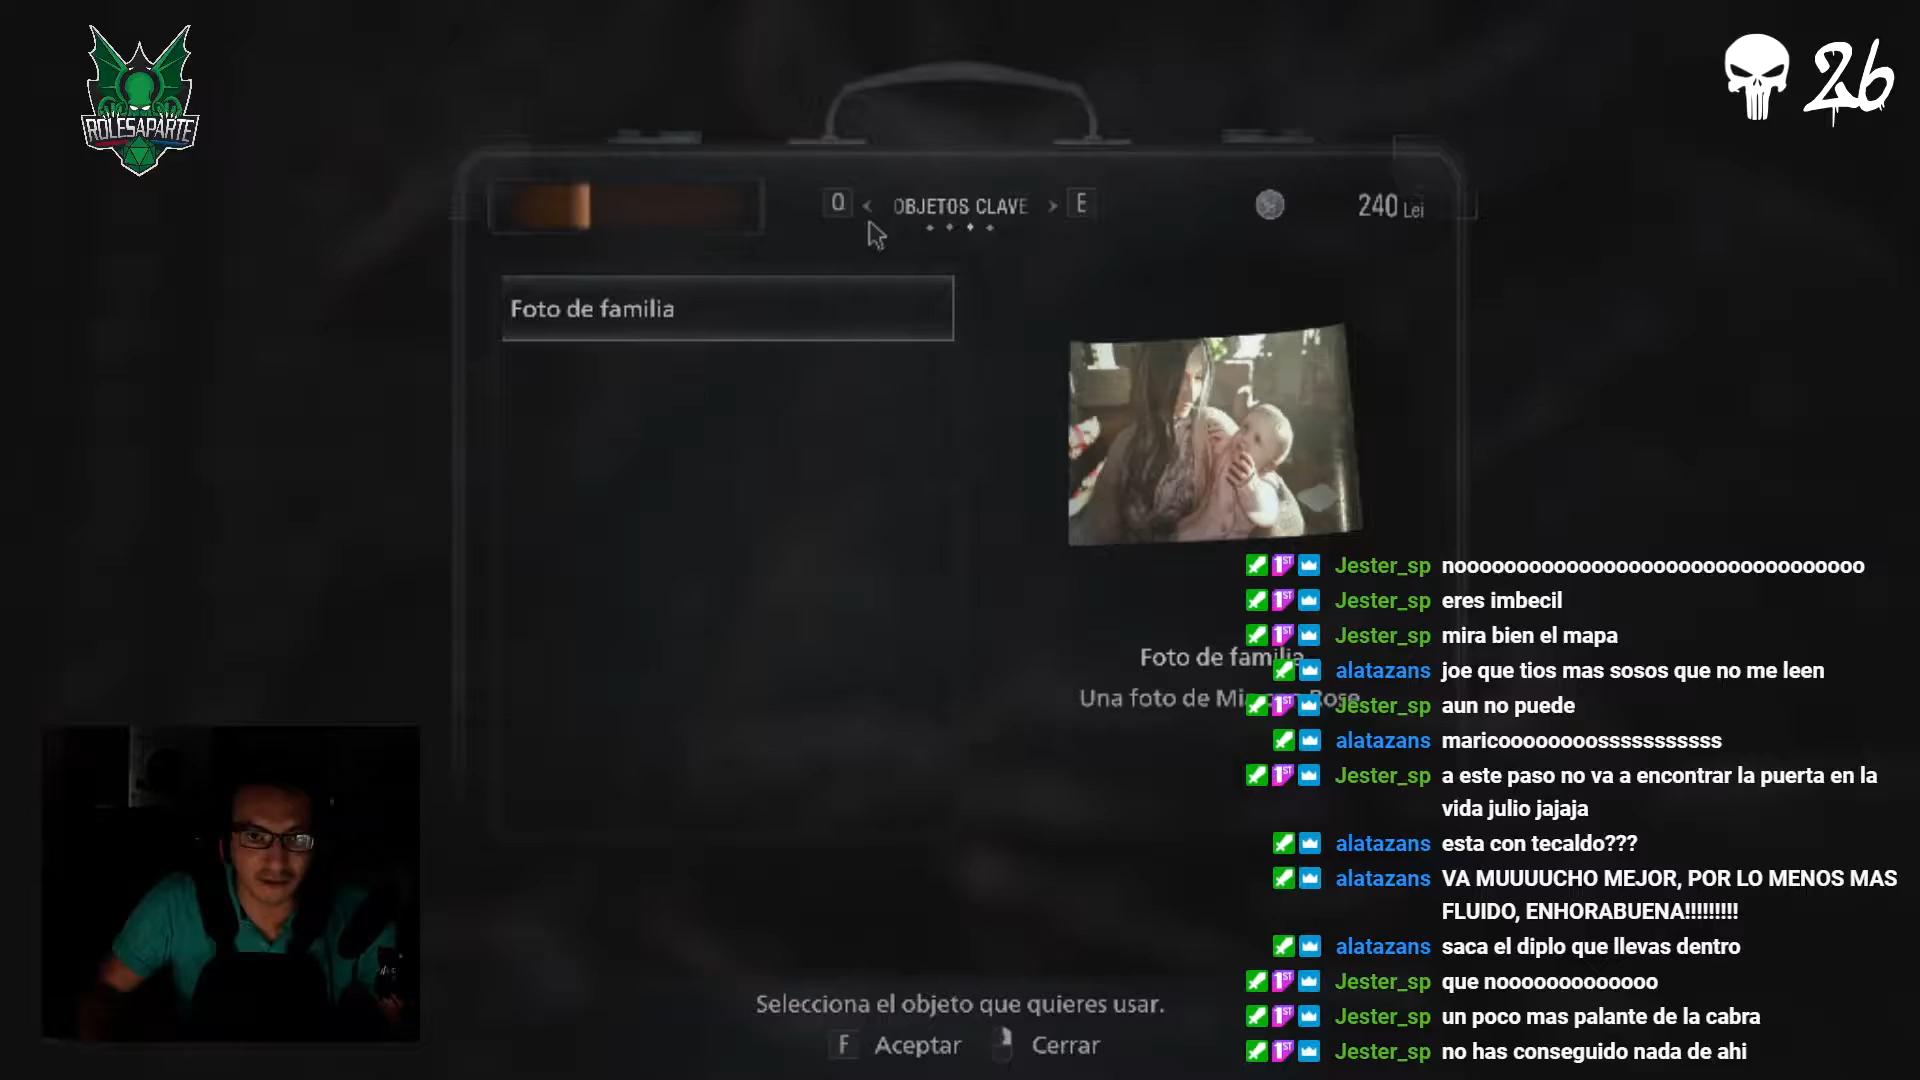 ROLESAPARTE
26
Q < OBJETOS CLAVE > E
240 Lei
Foto de familia
Foto de familia
Una foto de Mia Rose
Jester_sp nooooooooooooooooooooooooooooooooo
Jester_sp eres imbecil
Jester_sp mira bien el mapa
alatazans joe que tios mas sosos que no me leen
Jester_sp aun no puede
alatazans maricoooooooosssssssssss
Jester_sp a este paso no va a encontrar la puerta en la
vida julio jajaja
alatazans esta con tecaldo???
alatazans VA MUUUUCHO MEJOR, POR LO MENOS MAS
FLUIDO, ENHORABUENA!!!!!!!!!
alatazans saca el diplo que llevas dentro
Jester_sp que nooooooooooooo
Jester_sp un poco mas palante de la cabra
Jester_sp no has conseguido nada de ahi
Selecciona el objeto que quieres usar.
F Aceptar Cerrar